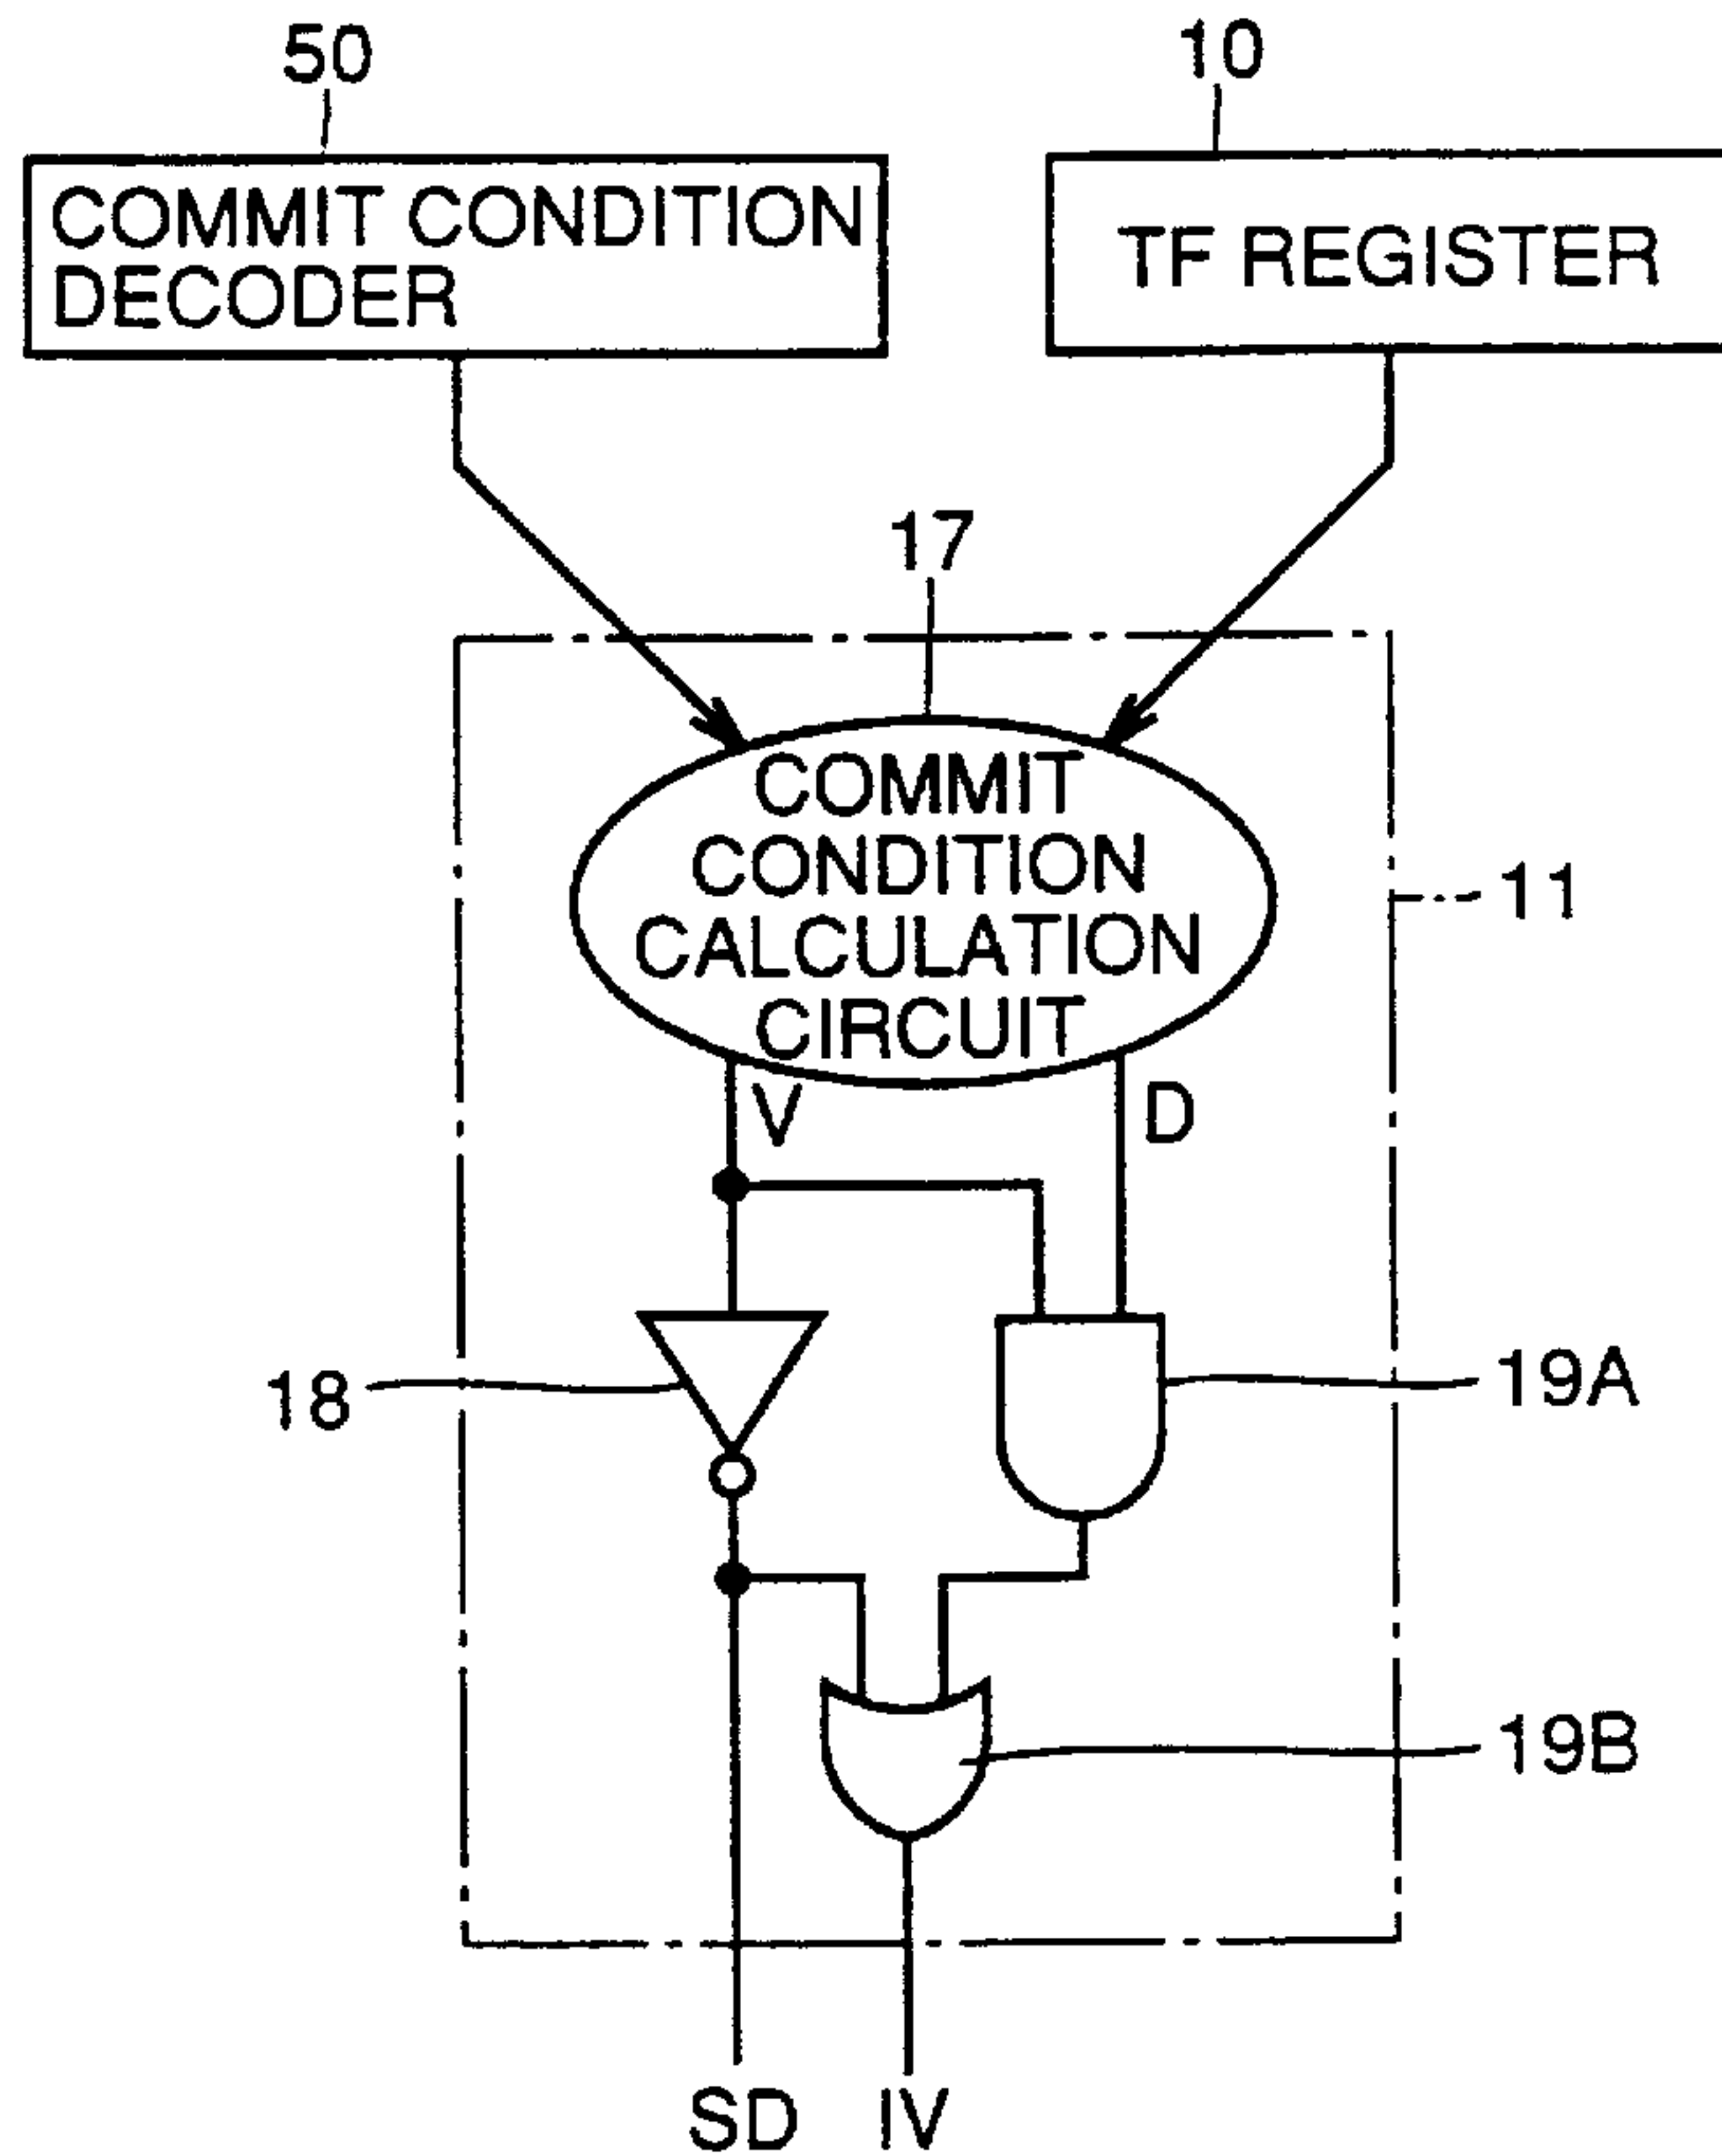 50
10
COMMIT CONDITION
DECODER
TF REGISTER
17
COMMIT
CONDITION
CALCULATION
CIRCUIT
11
V
D
18
19A
19B
SD
IV